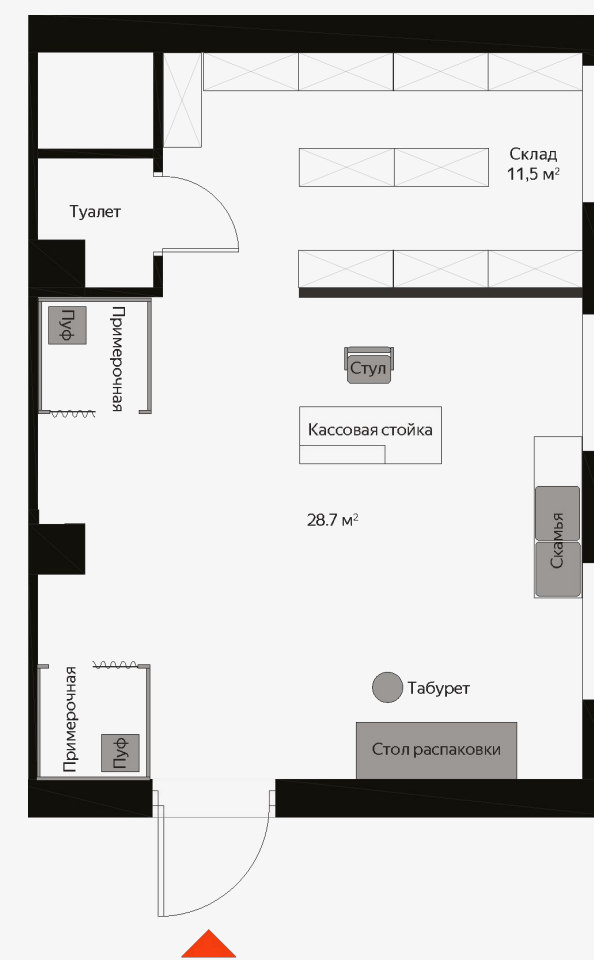 Склад
11,5 м²
Туалет
Пуф
Примерочная
Стул
Кассовая стойка
28.7 м²
Скамья
Табурет
Примерочная
Пуф
Стол распаковки